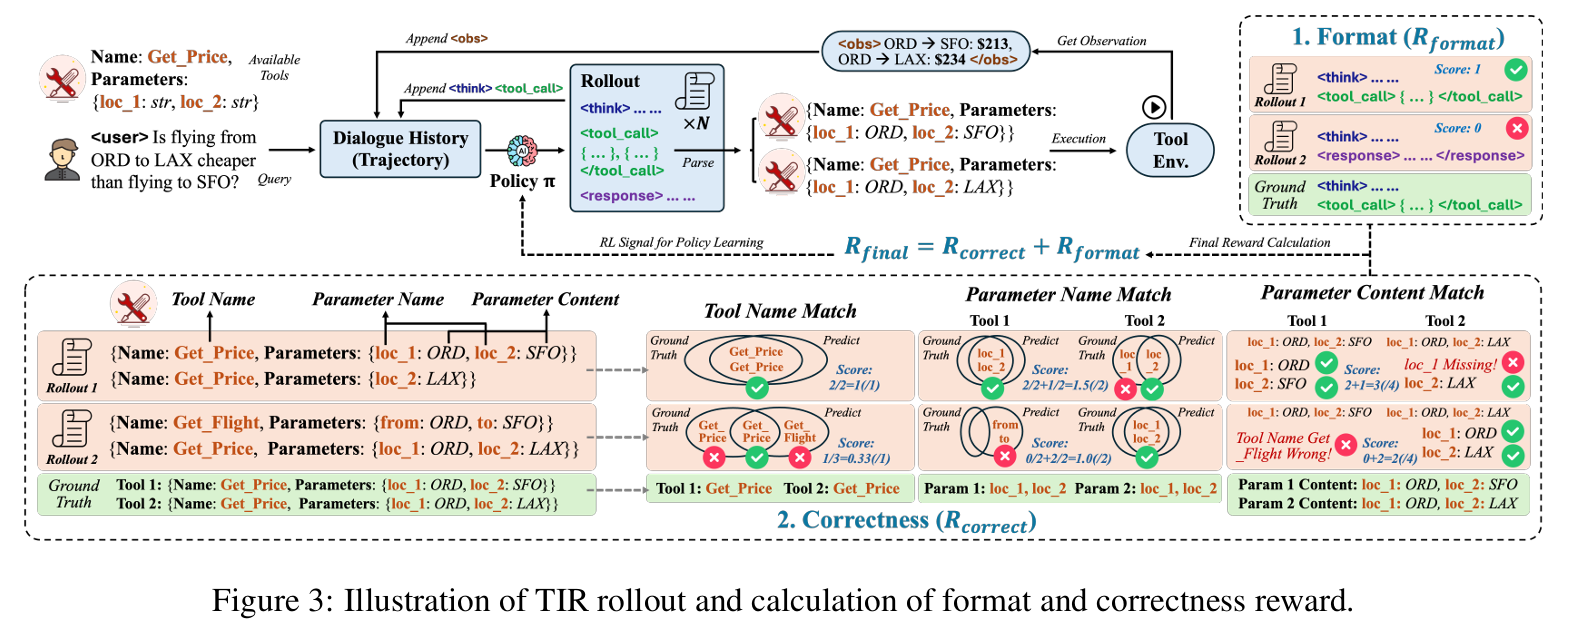 Name: Get_Price,
Parameters:
{loc_1: str, loc_2: str}
Available
Tools
<user> Is flying from
ORD to LAX cheaper
than flying to SFO?
Query
Append <obs>
Append <think> <tool_call>
Dialogue History
(Trajectory)
AI
Policy π
Rollout
<think> ... ...
<tool_call>
{ ... }, { ... }
</tool_call>
<response> ... ...
×N
Parse
<obs> ORD → SFO: $213,
ORD → LAX: $234 </obs>
Get Observation
{Name: Get_Price, Parameters:
{loc_1: ORD, loc_2: SFO}}
{Name: Get_Price, Parameters:
{loc_1: ORD, loc_2: LAX}}
Execution
Tool
Env.
1. Format (Rformat)
Rollout 1
<think> ... ...
<tool_call> { ... } </tool_call>
Score: 1
Rollout 2
<think> ... ...
<response> ... ... </response>
Score: 0
Ground
Truth
<think> ... ...
<tool_call> { ... } </tool_call>
RL Signal for Policy Learning
Rfinal = Rcorrect + Rformat
Final Reward Calculation
Tool Name
Parameter Name
Parameter Content
Rollout 1
{Name: Get_Price, Parameters: {loc_1: ORD, loc_2: SFO}}
{Name: Get_Price, Parameters: {loc_2: LAX}}
Rollout 2
{Name: Get_Flight, Parameters: {from: ORD, to: SFO}}
{Name: Get_Price, Parameters: {loc_1: ORD, loc_2: LAX}}
Ground
Truth
Tool 1: {Name: Get_Price, Parameters: {loc_1: ORD, loc_2: SFO}}
Tool 2: {Name: Get_Price, Parameters: {loc_1: ORD, loc_2: LAX}}
Tool Name Match
Ground
Truth
Get_Price
Get_Price
Predict
Score:
2/2=1(/1)
Ground
Truth
Get_
Price
Get_
Price
Get_
Flight
Predict
Score:
1/3=0.33(/1)
Tool 1: Get_Price Tool 2: Get_Price
Parameter Name Match
Tool 1
Tool 2
Ground
Truth
loc_1
loc_2
Predict
Score:
2/2+1/2=1.5(/2)
Ground
Truth
loc
_1
loc
_2
Predict
Ground
Truth
from
to
Predict
Score:
0/2+2/2=1.0(/2)
Ground
Truth
loc_1
loc_2
Predict
Param 1: loc_1, loc_2 Param 2: loc_1, loc_2
Parameter Content Match
Tool 1
Tool 2
loc_1: ORD, loc_2: SFO
loc_1: ORD, loc_2: LAX
loc_1: ORD
loc_2: SFO
Score:
2+1=3(/4)
loc_1 Missing!
loc_2: LAX
loc_1: ORD, loc_2: SFO
loc_1: ORD, loc_2: LAX
Tool Name Get
_Flight Wrong!
Score:
0+2=2(/4)
loc_1: ORD
loc_2: LAX
Param 1 Content: loc_1: ORD, loc_2: SFO
Param 2 Content: loc_1: ORD, loc_2: LAX
2. Correctness (Rcorrect)
Figure 3: Illustration of TIR rollout and calculation of format and correctness reward.